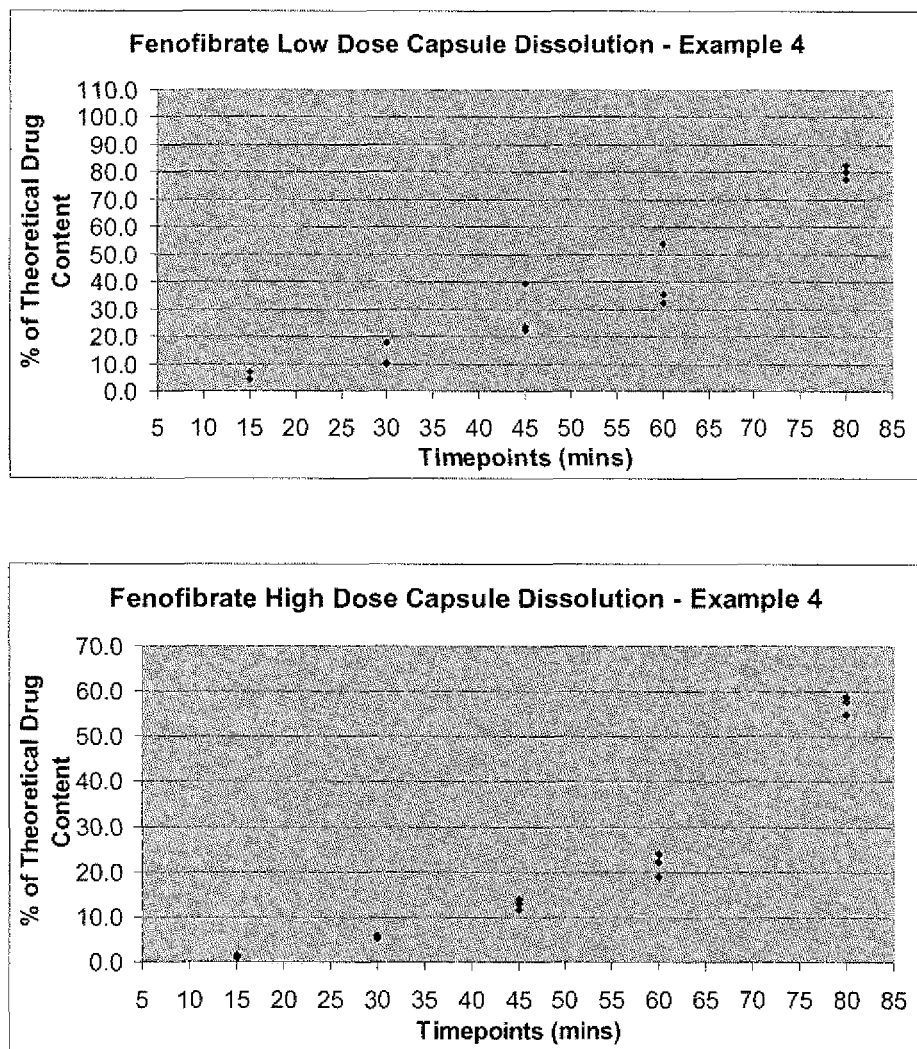 Fenofibrate Low Dose Capsule Dissolution - Example 4
% of Theoretical Drug
Content
110.0
100.0
90.0
80.0
70.0
60.0
50.0
40.0
30.0
20.0
10.0
0.0
5 10 15 20 25 30 35 40 45 50 55 60 65 70 75 80 85
Timepoints (mins)
Fenofibrate High Dose Capsule Dissolution - Example 4
% of Theoretical Drug
Content
70.0
60.0
50.0
40.0
30.0
20.0
10.0
0.0
5 10 15 20 25 30 35 40 45 50 55 60 65 70 75 80 85
Timepoints (mins)